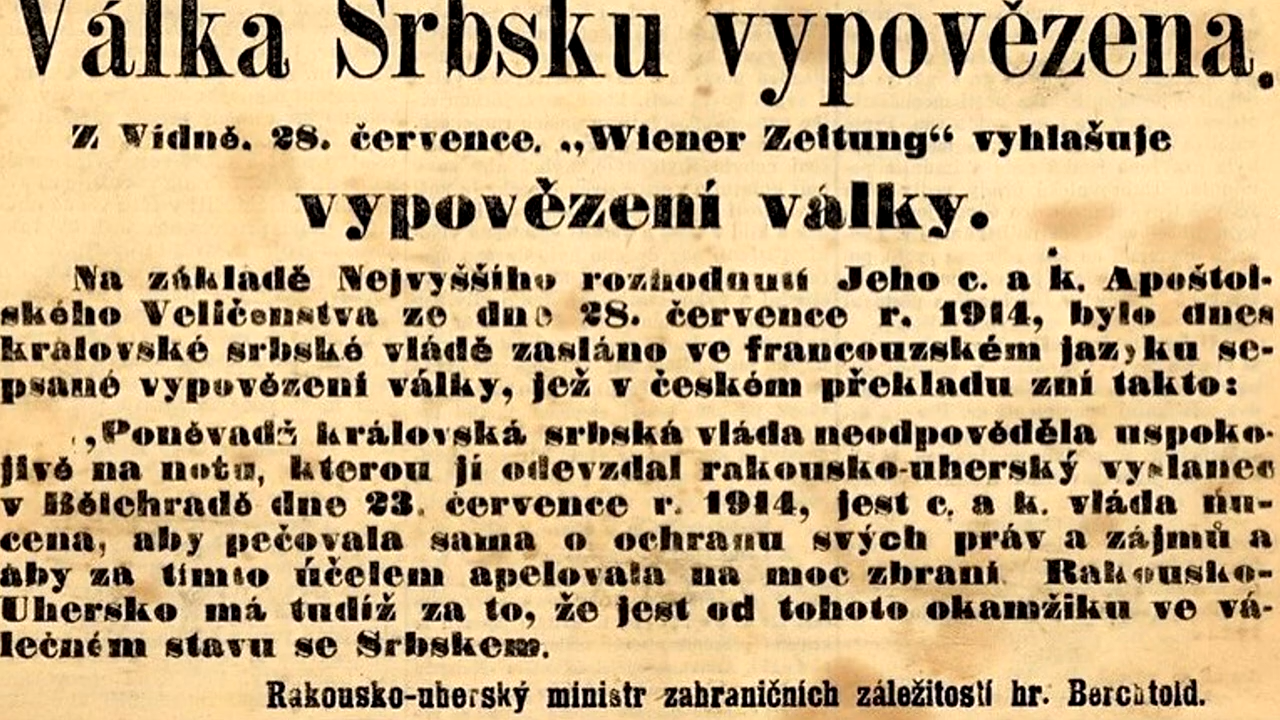 Válka Srbsku vypovězena.
Z Vídně. 28. července. „Wiener Zeitung“ vyhlašuje
vypovězení války.
Na základě Nejvyššího rozhodnutí Jeho c. a k. Apoštol-
ského Veličenstva ze dne 28. července r. 1914, bylo dnes
královské srbské vládě zasláno ve francouzském jazyku se-
psané vypovězení války, jež v českém překladu zní takto:
„Poněvadž královská srbská vláda neodpověděla uspoko-
jivě na notu, kterou jí odevzdal rakousko-uherský vyslanec
v Bělehradě dne 23. července r. 1914, jest c. a k. vláda nu-
cena, aby pečovala sama o ochranu svých práv a zájmů a
aby za tímto účelem apelovala na moc zbraní. Rakousko-
Uhersko má tudíž za to, že jest od tohoto okamžiku ve vá-
lečném stavu se Srbskem.
Rakousko-uherský ministr zahraničních záležitostí hr. Berchtold.